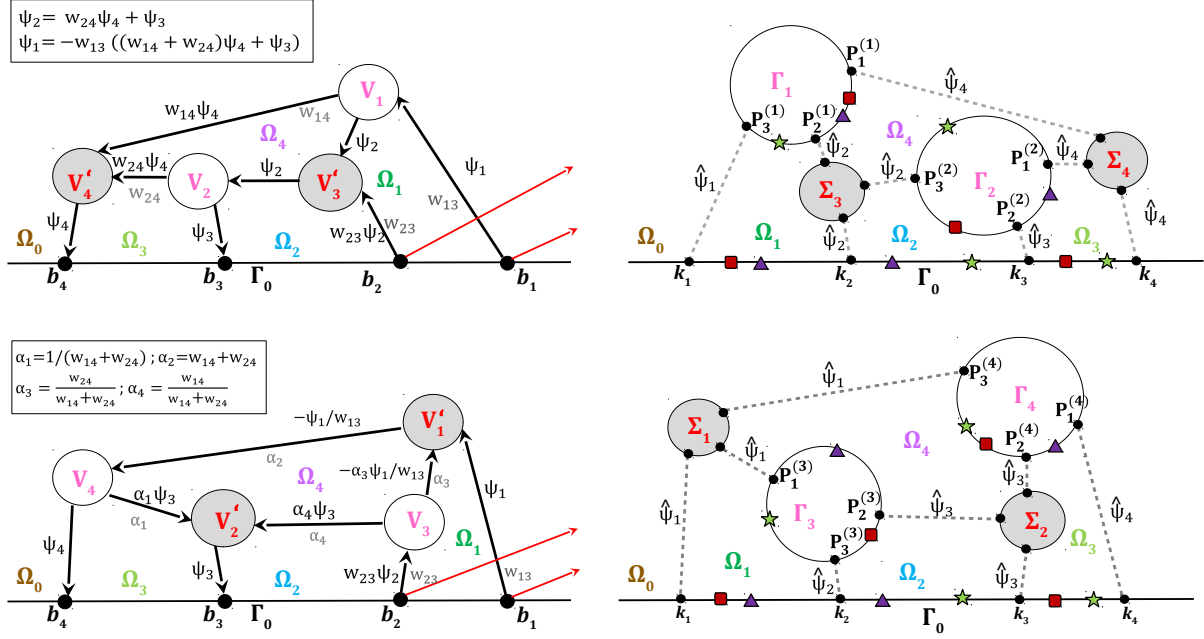 ψ₂= w₂₄ψ₄ + ψ₃
ψ₁= −w₁₃ ((w₁₄ + w₂₄)ψ₄ + ψ₃)
V₁
w₁₄ψ₄
w₁₄
Ω₄
ψ₂
ψ₁
w₂₄ψ₄
V₄‘
w₂₄
V₂
ψ₂
V₃‘
Ω₁
w₁₃
ψ₄
ψ₃
w₂₃ψ₂
w₂₃
Ω₀
Ω₃
Ω₂
b₄
b₃
Γ₀
b₂
b₁
Γ₁
P₁⁽¹⁾
ψ̂₄
P₃⁽¹⁾
P₂⁽¹⁾
Ω₄
ψ̂₂
ψ̂₁
Σ₃
ψ̂₂
P₃⁽²⁾
Γ₂
P₁⁽²⁾
ψ̂₄
Σ₄
P₂⁽²⁾
ψ̂₂
ψ̂₃
ψ̂₄
Ω₀
Ω₁
Ω₂
Ω₃
k₁
k₂
Γ₀
k₃
k₄
α₁=1/(w₁₄+w₂₄) ; α₂=w₁₄+w₂₄
α₃ = w₂₄/(w₁₄+w₂₄) ; α₄ = w₁₄/(w₁₄+w₂₄)
−ψ₁/w₁₃
V₁‘
α₂
V₄
Ω₄
−α₃ψ₁/w₁₃
α₃
ψ₁
α₁ψ₃
α₁
V₂‘
α₄ψ₃
α₄
V₃
Ω₁
ψ₄
ψ₃
w₂₃ψ₂
w₂₃
w₁₃
Ω₀
Ω₃
Ω₂
b₄
b₃
Γ₀
b₂
b₁
ψ̂₁
P₃⁽⁴⁾
Γ₄
P₁⁽⁴⁾
Σ₁
P₂⁽⁴⁾
Ω₄
ψ̂₁
P₁⁽³⁾
ψ̂₃
ψ̂₁
Γ₃
P₂⁽³⁾
ψ̂₃
Σ₂
ψ̂₄
P₃⁽³⁾
Ω₃
Ω₀
Ω₁
ψ̂₂
Ω₂
ψ̂₃
k₁
k₂
Γ₀
k₃
k₄